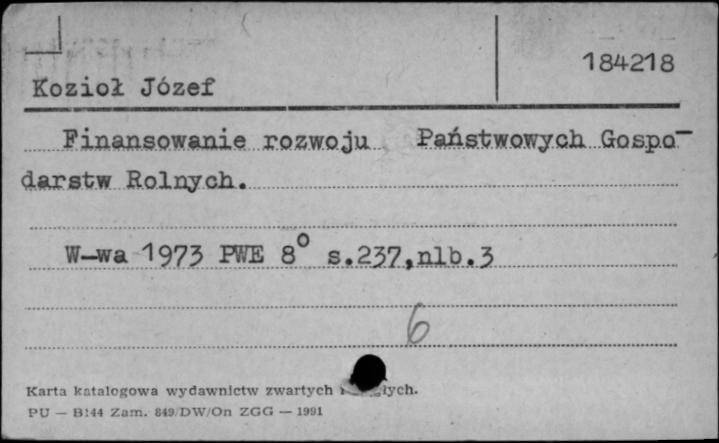 184218
Kozioł Józef
Finansowanie rozwoju Państwowych Gospo-
darstw Rolnych.
W-wa 1973 PWE 8° s.237,nlb.3
6
Karta katalogowa wydawnictw zwartych
PU — B144 Zam. 849/DW/On ZGG — 1991